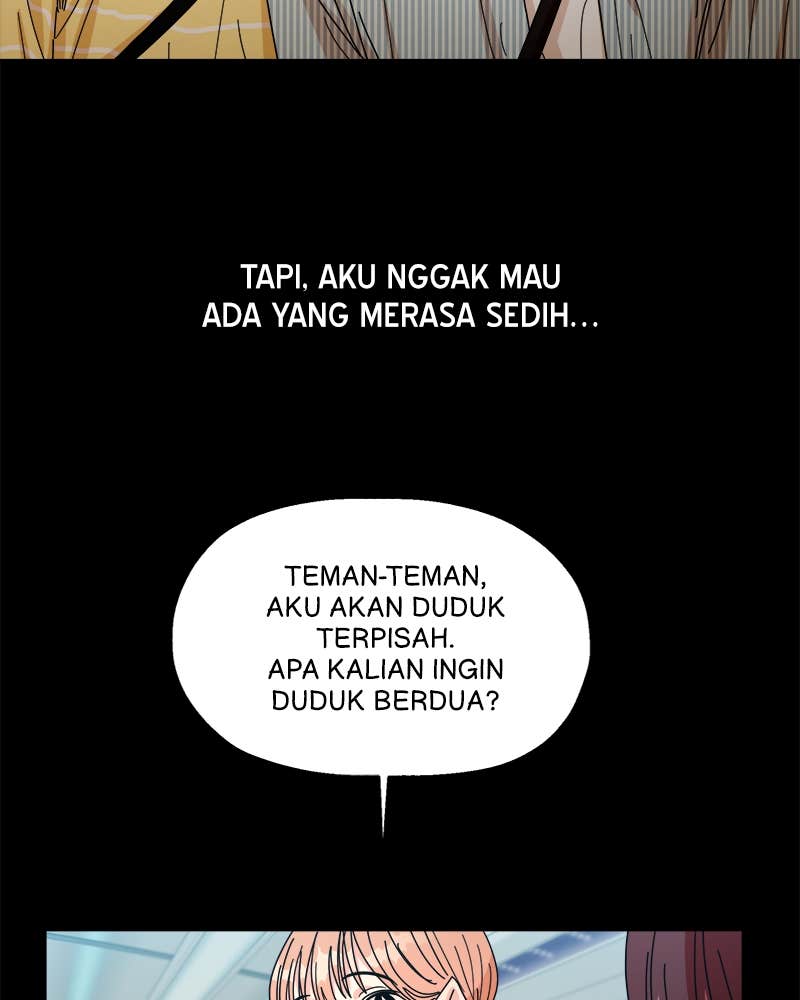 TAPI, AKU NGGAK MAU
ADA YANG MERASA SEDIH...
TEMAN-TEMAN,
AKU AKAN DUDUK
TERPISAH.
APA KALIAN INGIN
DUDUK BERDUA?